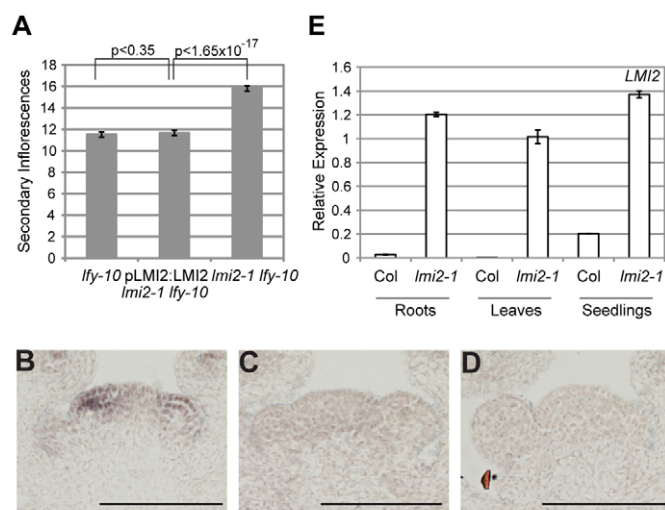 A
p<0.35
p<1.65x10-17
Secondary Inflorescences
18
16
14
12
10
8
6
4
2
0
lfy-10 pLMI2:LMI2 lmi2-1 lfy-10
lmi2-1 lfy-10
E
LMI2
Relative Expression
1.6
1.4
1.2
1
0.8
0.6
0.4
0.2
0
Col lmi2-1 Col lmi2-1 Col lmi2-1
Roots Leaves Seedlings
B
C
D
*